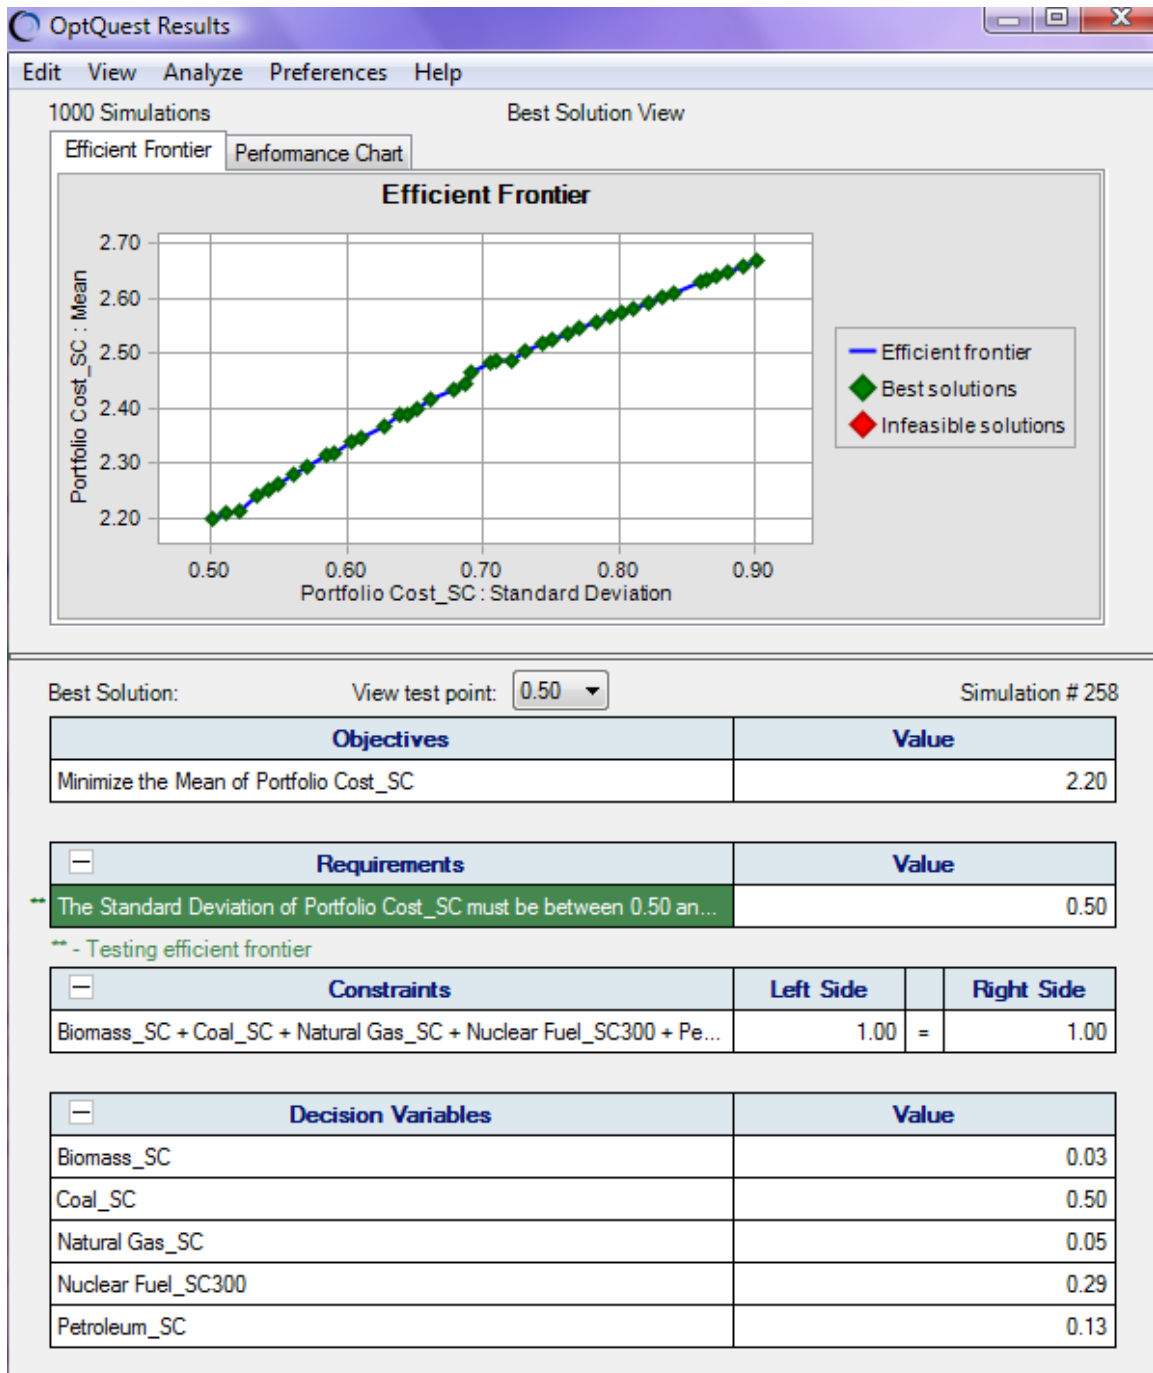 OptQuest Results
Edit View Analyze Preferences Help
1000 Simulations Best Solution View
Efficient Frontier Performance Chart
Efficient Frontier
Portfolio Cost_SC : Mean
2.70
2.60
2.50
2.40
2.30
2.20
0.50 0.60 0.70 0.80 0.90
Portfolio Cost_SC : Standard Deviation
Efficient frontier
Best solutions
Infeasible solutions
Best Solution: View test point: 0.50 Simulation # 258
Objectives Value
Minimize the Mean of Portfolio Cost_SC 2.20
Requirements Value
** The Standard Deviation of Portfolio Cost_SC must be between 0.50 an... 0.50
** - Testing efficient frontier
Constraints Left Side Right Side
Biomass_SC + Coal_SC + Natural Gas_SC + Nuclear Fuel_SC300 + Pe... 1.00 = 1.00
Decision Variables Value
Biomass_SC 0.03
Coal_SC 0.50
Natural Gas_SC 0.05
Nuclear Fuel_SC300 0.29
Petroleum_SC 0.13